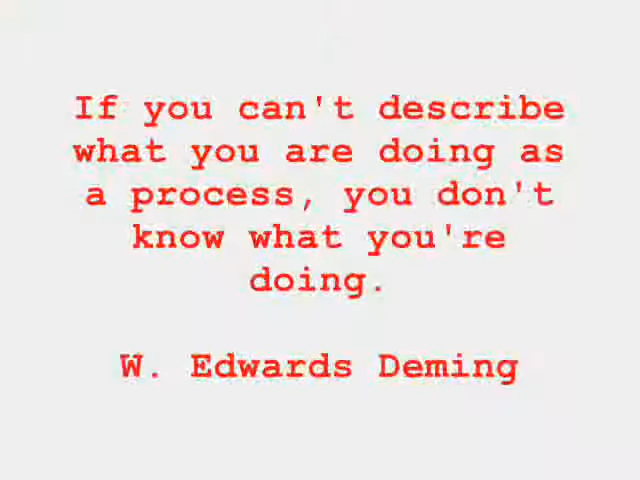 If you can't describe
what you are doing as
a process, you don't
know what you're
doing.
W. Edwards Deming